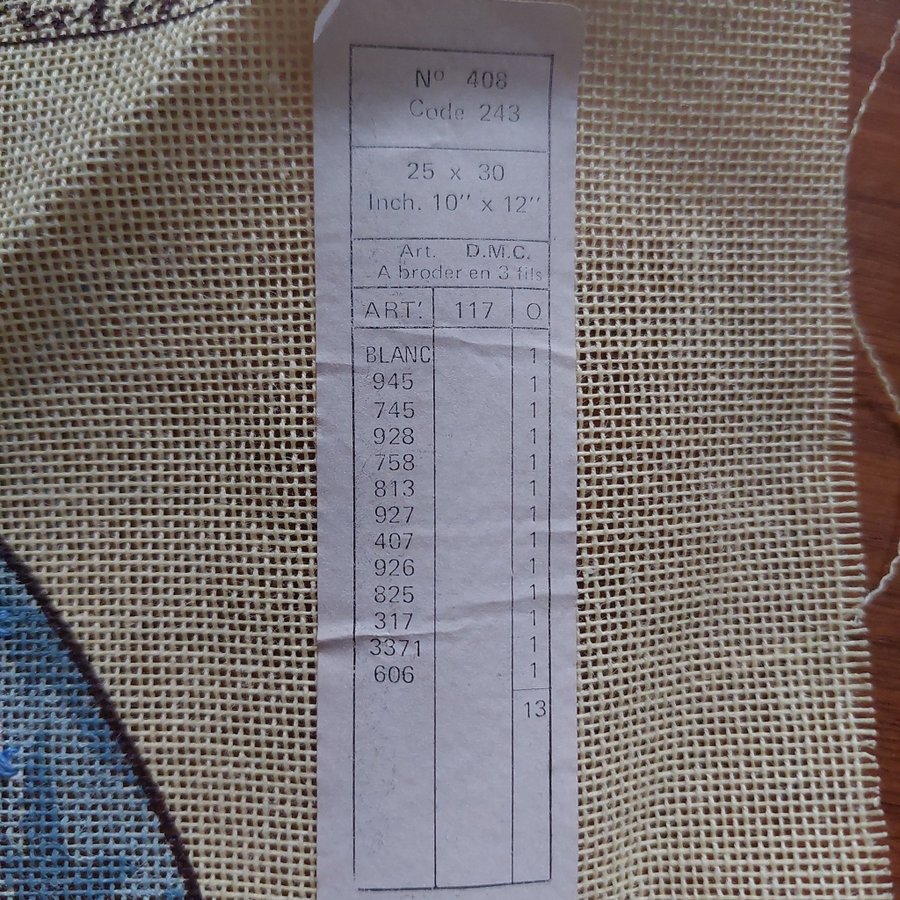 Nº 408
Code 243
25 x 30
Inch. 10" x 12"
Art. D.M.C.
A broder en 3 fils
ART. 117 O
BLANC 1
945 1
745 1
928 1
758 1
813 1
927 1
407 1
926 1
825 1
317 1
3371 1
606 1
13